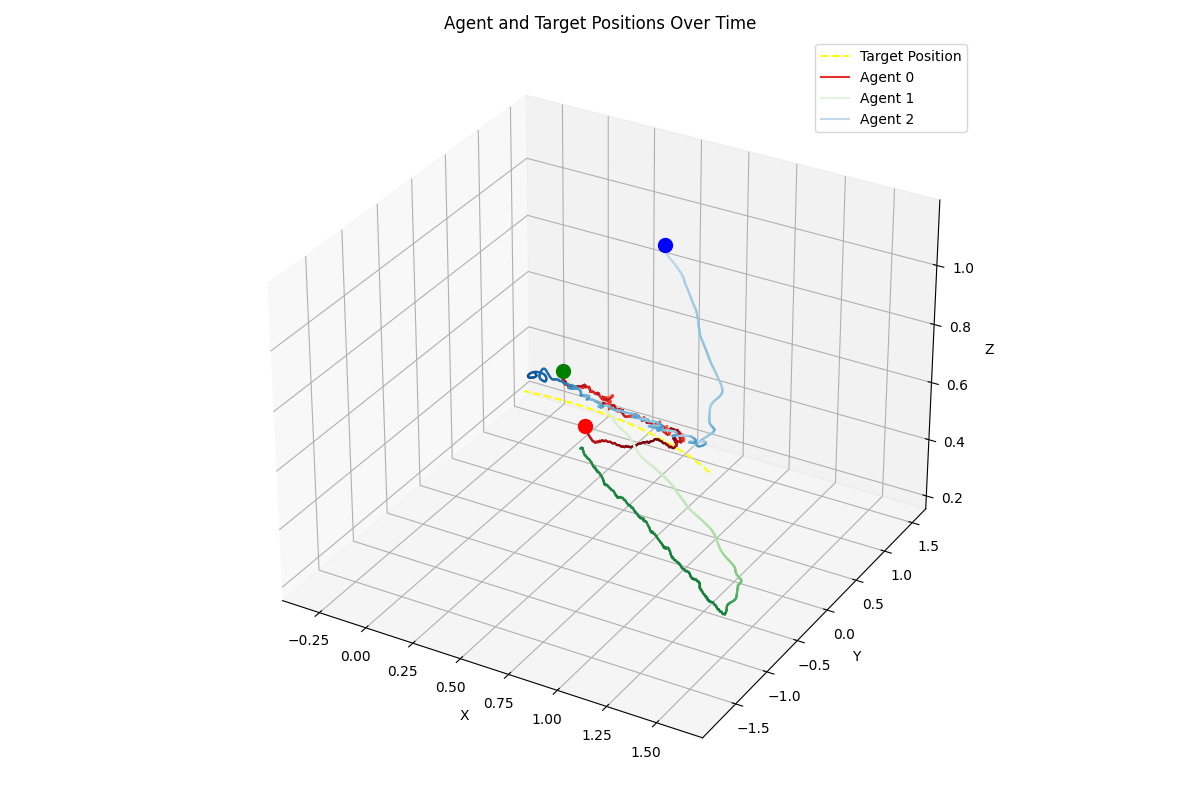 Agent and Target Positions Over Time
Target Position
Agent 0
Agent 1
Agent 2
1.0
0.8
Z
0.6
0.4
0.2
1.5
1.0
0.5
0.0
Y
−0.5
−1.0
−1.5
−0.25
0.00
0.25
0.50
0.75
X
1.00
1.25
1.50